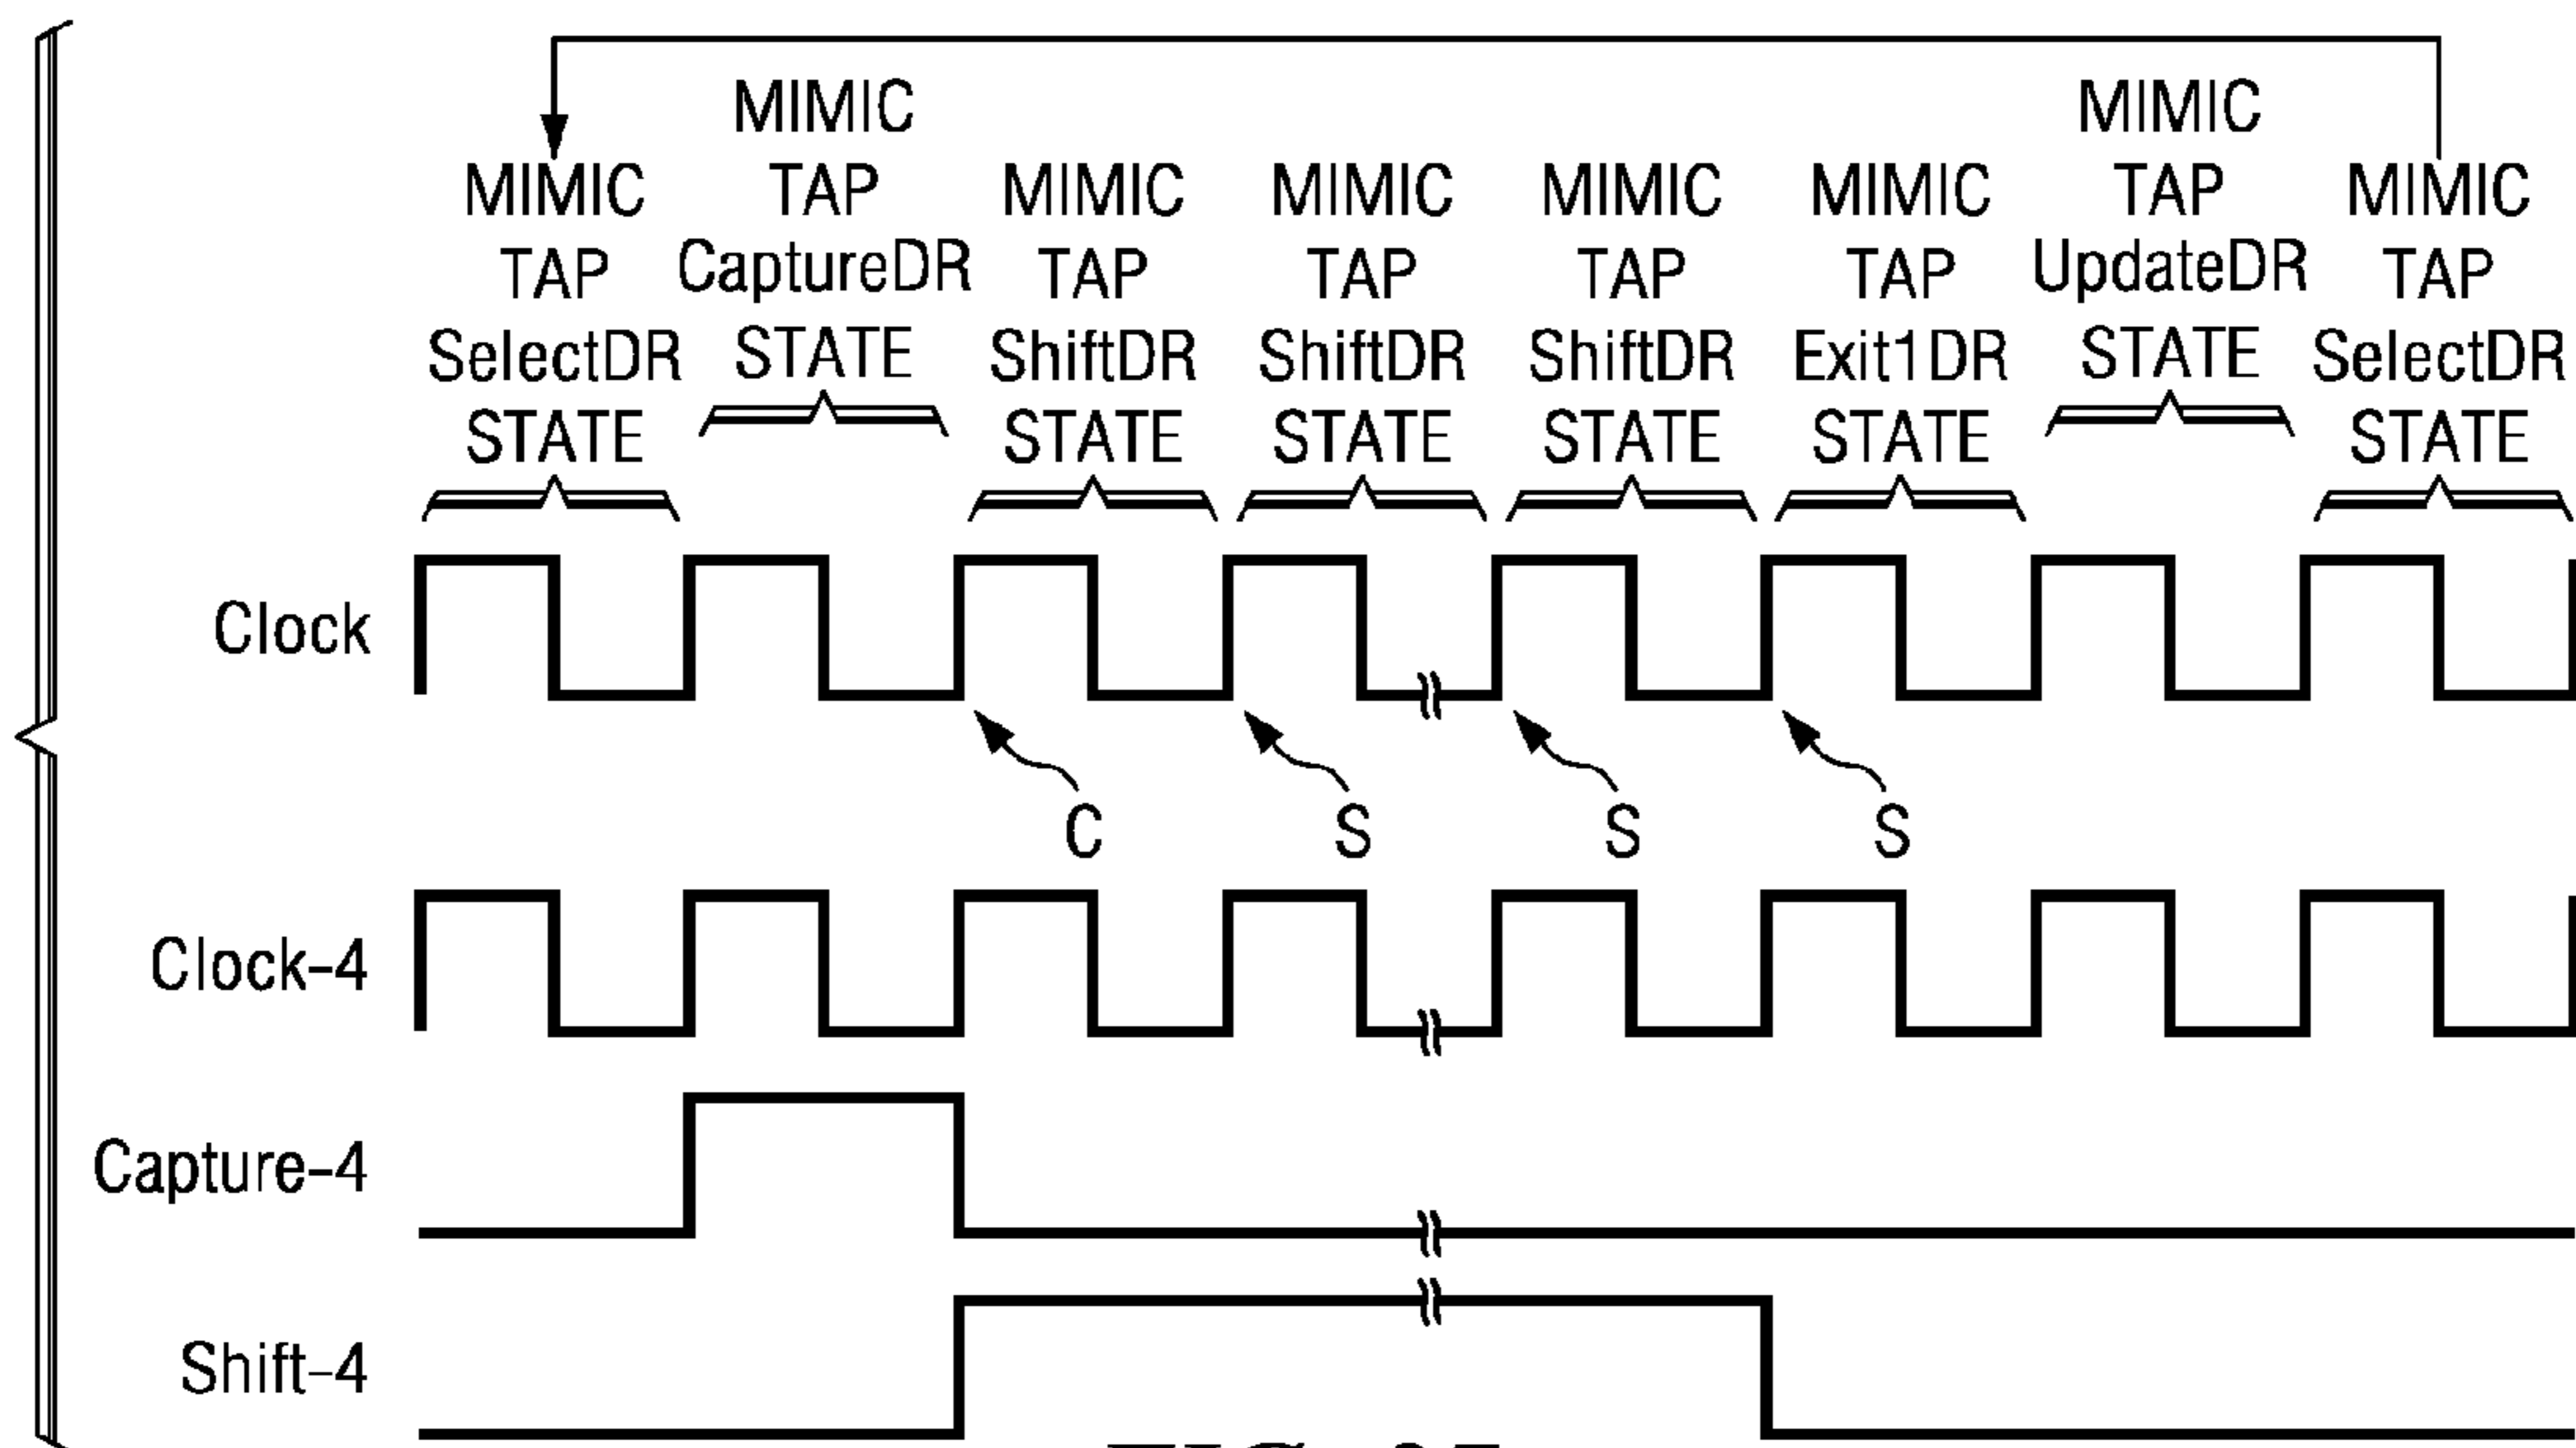 MIMIC
TAP
SelectDR
STATE
MIMIC
TAP
CaptureDR
STATE
MIMIC
TAP
ShiftDR
STATE
MIMIC
TAP
ShiftDR
STATE
MIMIC
TAP
ShiftDR
STATE
MIMIC
TAP
Exit1DR
STATE
MIMIC
TAP
UpdateDR
STATE
MIMIC
TAP
SelectDR
STATE
Clock
C
S
S
S
Clock-4
Capture-4
Shift-4